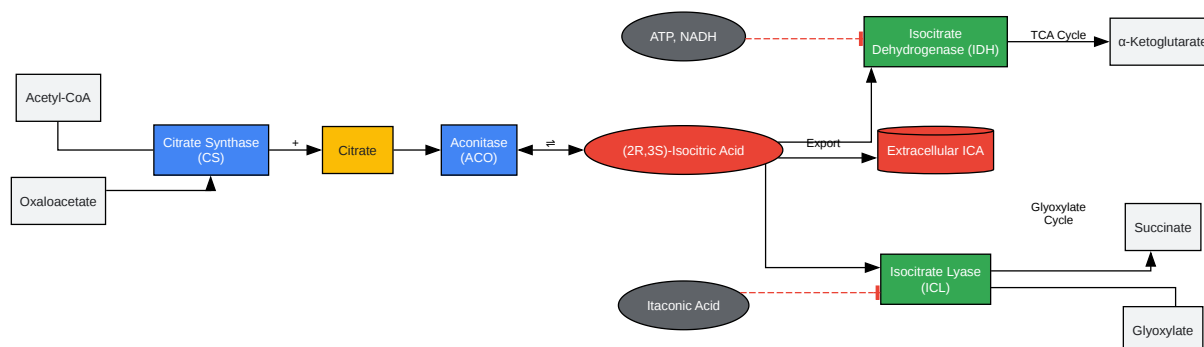 ATP, NADH
Isocitrate
Dehydrogenase (IDH)
TCA Cycle
α-Ketoglutarate
Acetyl-CoA
Citrate Synthase
(CS)
+
Citrate
Aconitase
(ACO)
⇌
(2R,3S)-Isocitric Acid
Export
Extracellular ICA
Oxaloacetate
Glyoxylate
Cycle
Succinate
Isocitrate Lyase
(ICL)
Itaconic Acid
Glyoxylate